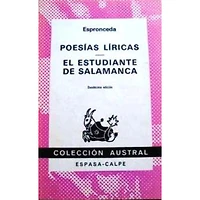 Espronceda
POESÍAS LÍRICAS
EL ESTUDIANTE
DE SALAMANCA
COLECCIÓN AUSTRAL
ESPASA-CALPE